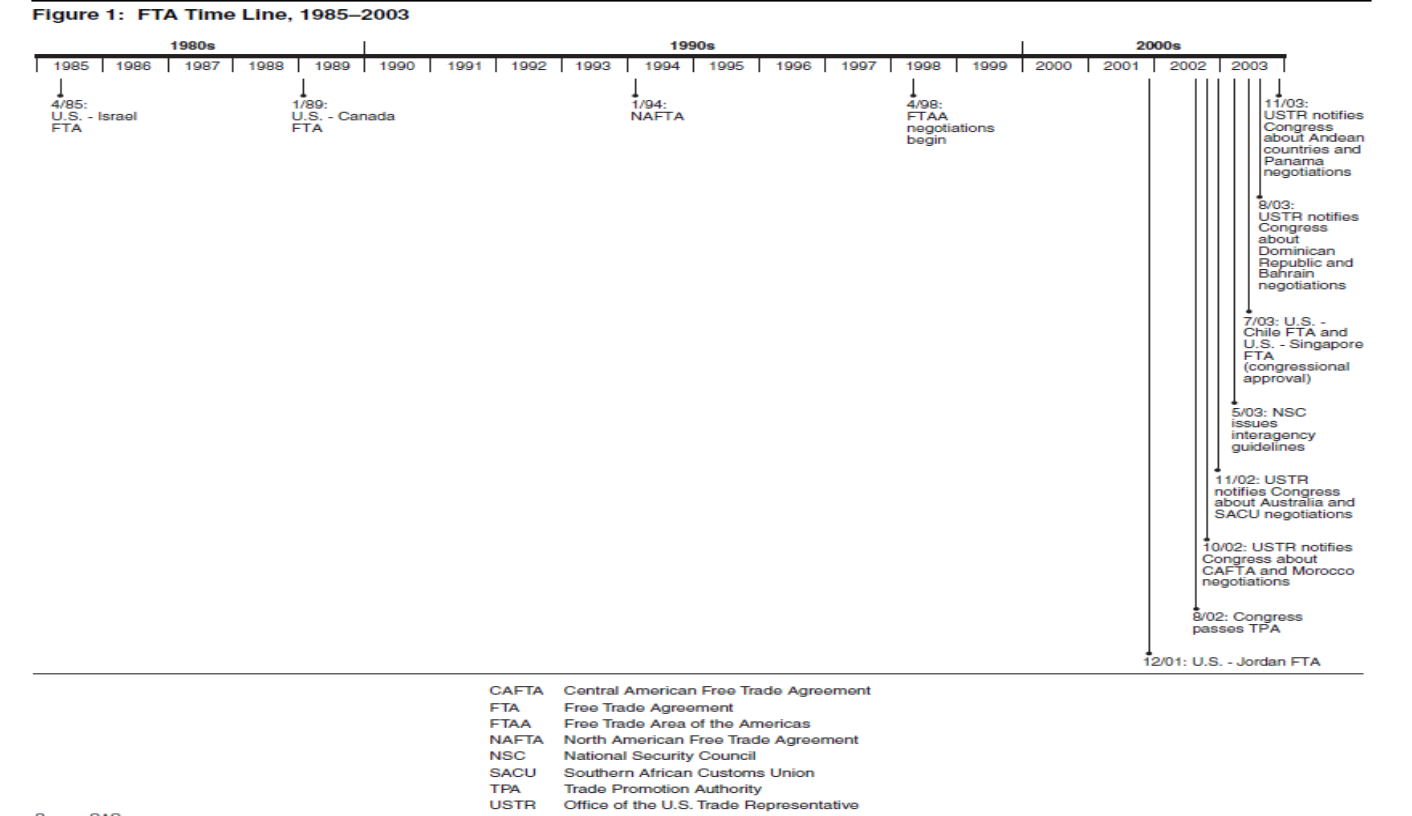 Figure 1: FTA Time Line, 1985–2003
1980s 1990s 2000s
1985 1986 1987 1988 1989 1990 1991 1992 1993 1994 1995 1996 1997 1998 1999 2000 2001 2002 2003
4/85:
U.S. - Israel
FTA
1/89:
U.S. - Canada
FTA
1/94:
NAFTA
4/98:
FTAA
negotiations
begin
11/03:
USTR notifies
Congress
about Andean
countries and
Panama
negotiations
8/03:
USTR notifies
Congress
about
Dominican
Republic and
Bahrain
negotiations
7/03: U.S. -
Chile FTA and
U.S. - Singapore
FTA
(congressional
approval)
5/03: NSC
issues
interagency
guidelines
11/02: USTR
notifies Congress
about Australia and
SACU negotiations
10/02: USTR notifies
Congress about
CAFTA and Morocco
negotiations
8/02: Congress
passes TPA
12/01: U.S. - Jordan FTA
CAFTA Central American Free Trade Agreement
FTA Free Trade Agreement
FTAA Free Trade Area of the Americas
NAFTA North American Free Trade Agreement
NSC National Security Council
SACU Southern African Customs Union
TPA Trade Promotion Authority
USTR Office of the U.S. Trade Representative